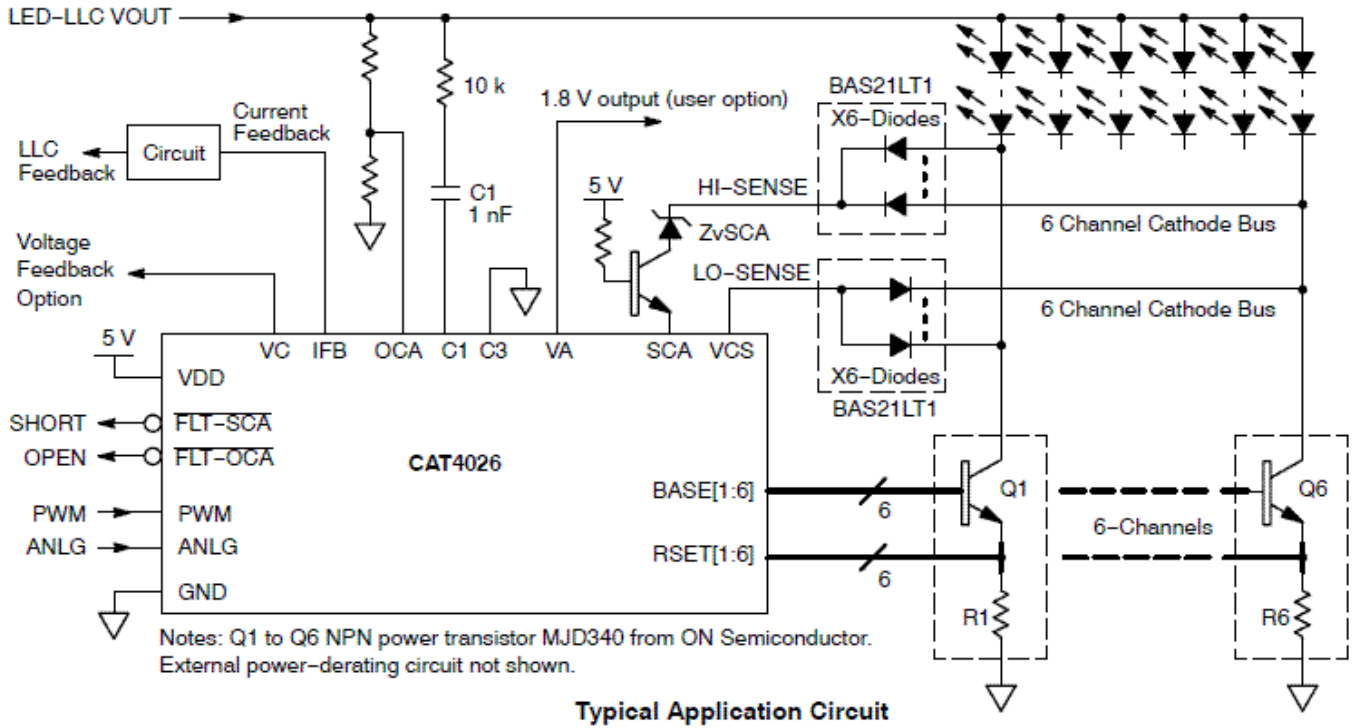 LED-LLC VOUT
10 k
1.8 V output (user option)
BAS21LT1
X6-Diodes
Current
Feedback
Circuit
LLC
Feedback
C1
1 nF
5 V
HI-SENSE
ZvSCA
6 Channel Cathode Bus
Voltage
Feedback
Option
LO-SENSE
6 Channel Cathode Bus
5 V
VC
IFB
OCA
C1
C3
VA
SCA
VCS
X6-Diodes
BAS21LT1
VDD
SHORT
FLT-SCA
OPEN
FLT-OCA
CAT4026
PWM
PWM
ANLG
ANLG
GND
BASE[1:6]
6
Q1
Q6
6-Channels
RSET[1:6]
6
R1
R6
Notes: Q1 to Q6 NPN power transistor MJD340 from ON Semiconductor.
External power-derating circuit not shown.
Typical Application Circuit